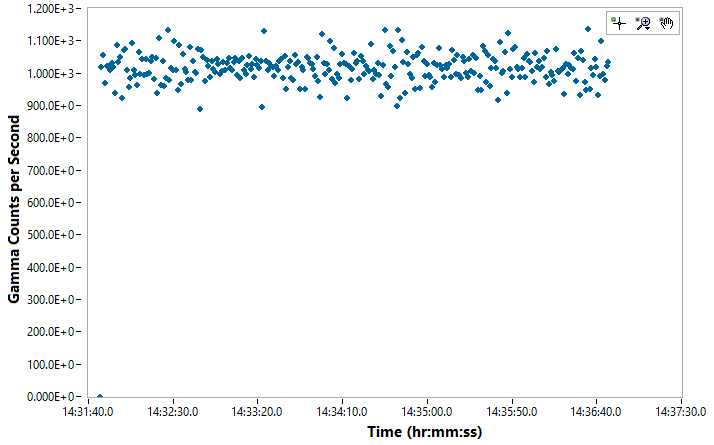 1.200E+3
1.100E+3
1.000E+3
900.0E+0
800.0E+0
700.0E+0
600.0E+0
500.0E+0
400.0E+0
300.0E+0
200.0E+0
100.0E+0
0.000E+0
Gamma Counts per Second
14:31:40.0 14:32:30.0 14:33:20.0 14:34:10.0 14:35:00.0 14:35:50.0 14:36:40.0 14:37:30.0
Time (hr:mm:ss)